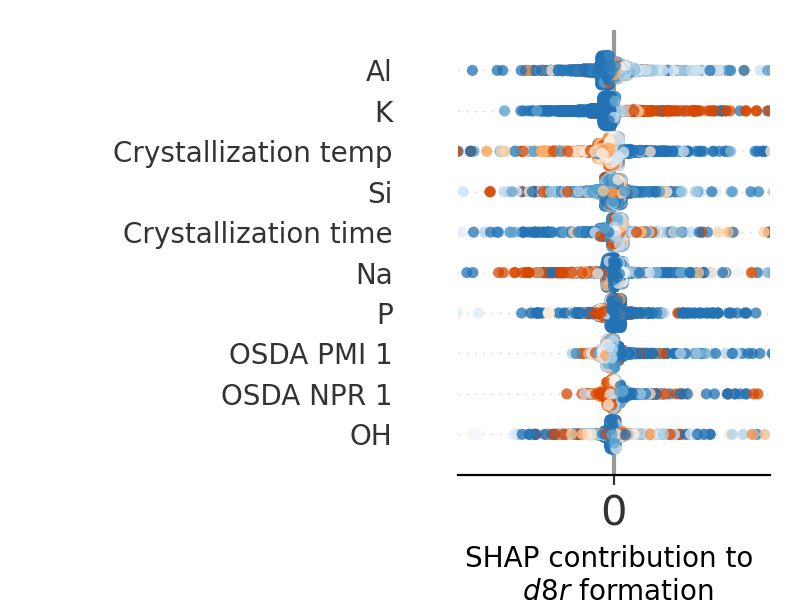 Al
K
Crystallization temp
Si
Crystallization time
Na
P
OSDA PMI 1
OSDA NPR 1
OH
0
SHAP contribution to
d8r formation